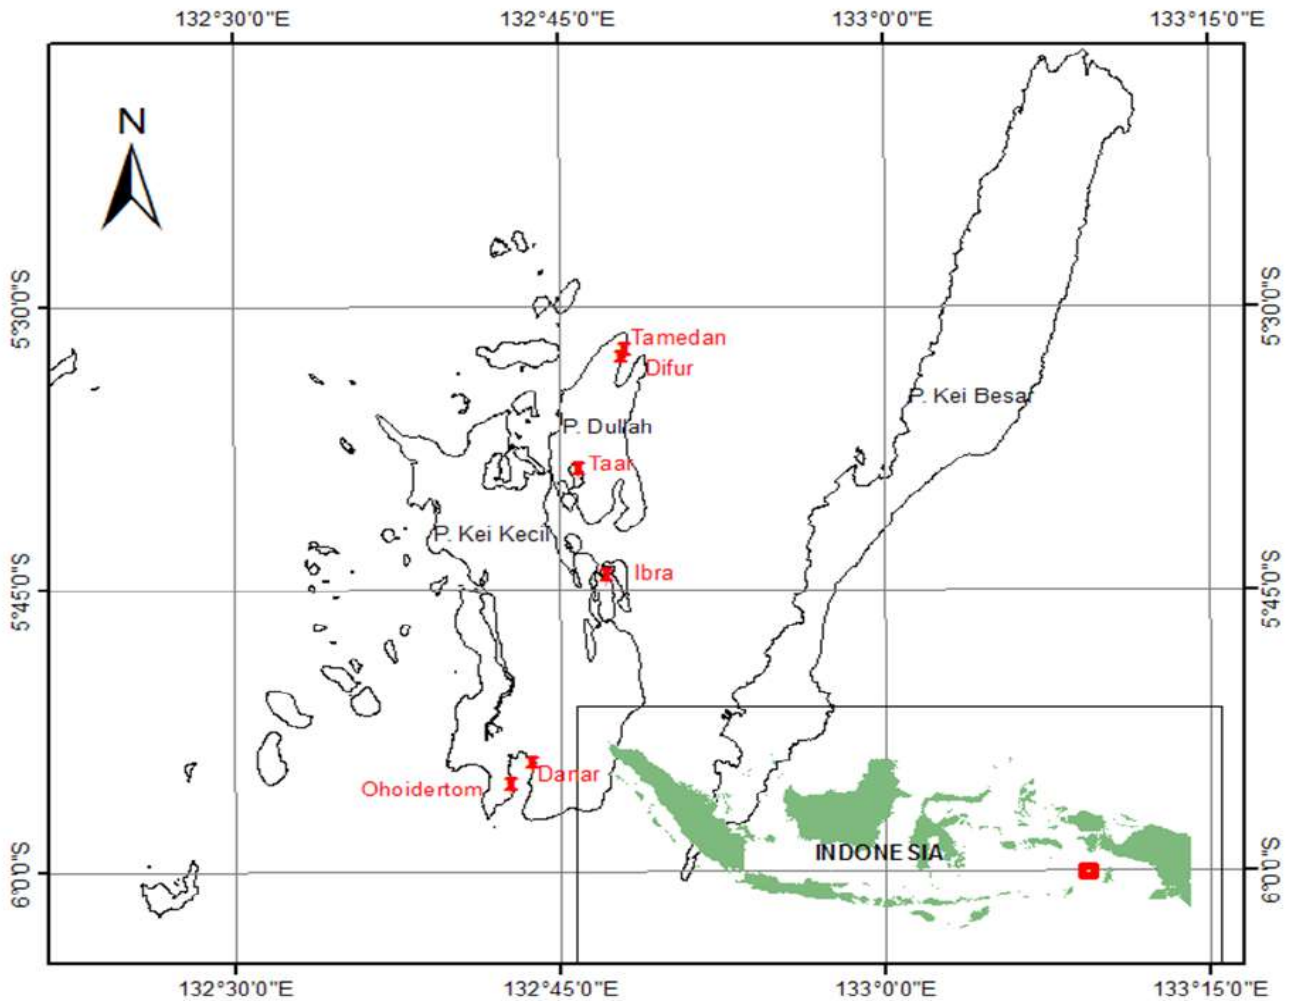 132°30'0"E
132°45'0"E
133°0'0"E
133°15'0"E
N
5°30'0"S
5°30'0"S
Tamedan
Difur
P. Kei Besar
P. Dullah
Taar
P. Kei Kecil
Ibra
5°45'0"S
5°45'0"S
Danar
Ohoidertom
INDONESIA
6°0'0"S
6°0'0"S
132°30'0"E
132°45'0"E
133°0'0"E
133°15'0"E